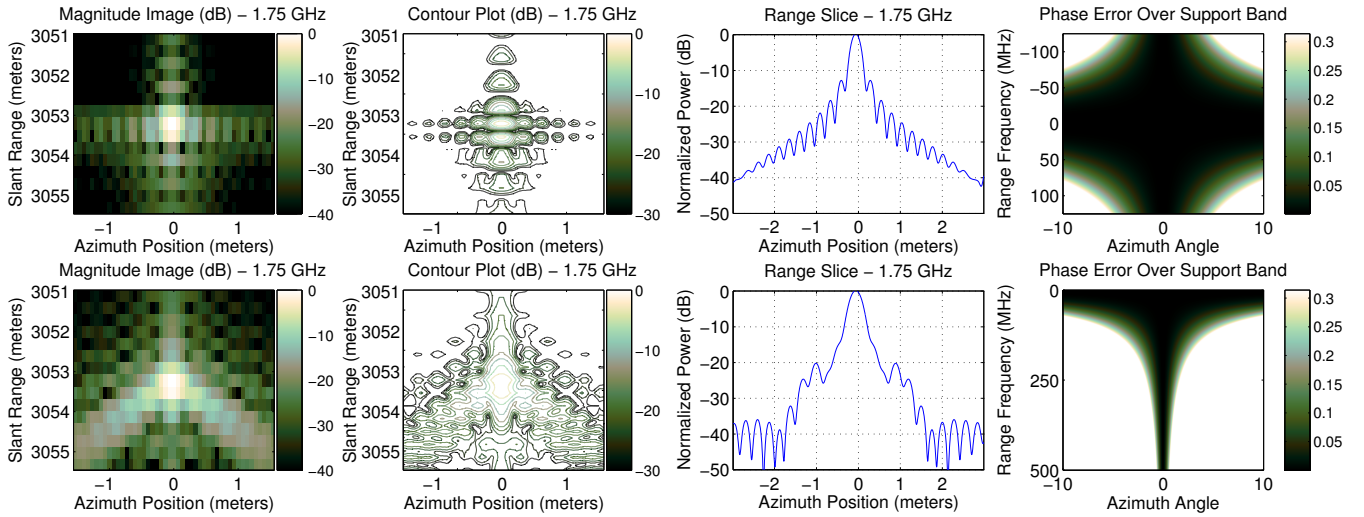 Magnitude Image (dB) – 1.75 GHz
Slant Range (meters)
3051
3052
3053
3054
3055
−1 0 1
Azimuth Position (meters)
0
−10
−20
−30
−40
Contour Plot (dB) – 1.75 GHz
Slant Range (meters)
3051
3052
3053
3054
3055
−1 0 1
Azimuth Position (meters)
0
−10
−20
−30
Range Slice – 1.75 GHz
Normalized Power (dB)
0
−10
−20
−30
−40
−50
−2 −1 0 1 2
Azimuth Position (meters)
Phase Error Over Support Band
Range Frequency (MHz)
−100
−50
0
50
100
−10 0 10
Azimuth Angle
0.3
0.25
0.2
0.15
0.1
0.05
Magnitude Image (dB) – 1.75 GHz
Slant Range (meters)
3051
3052
3053
3054
3055
−1 0 1
Azimuth Position (meters)
0
−10
−20
−30
−40
Contour Plot (dB) – 1.75 GHz
Slant Range (meters)
3051
3052
3053
3054
3055
−1 0 1
Azimuth Position (meters)
0
−10
−20
−30
Range Slice – 1.75 GHz
Normalized Power (dB)
0
−10
−20
−30
−40
−50
−2 −1 0 1 2
Azimuth Position (meters)
Phase Error Over Support Band
Range Frequency (MHz)
0
250
500
−10 0 10
Azimuth Angle
0.3
0.25
0.2
0.15
0.1
0.05